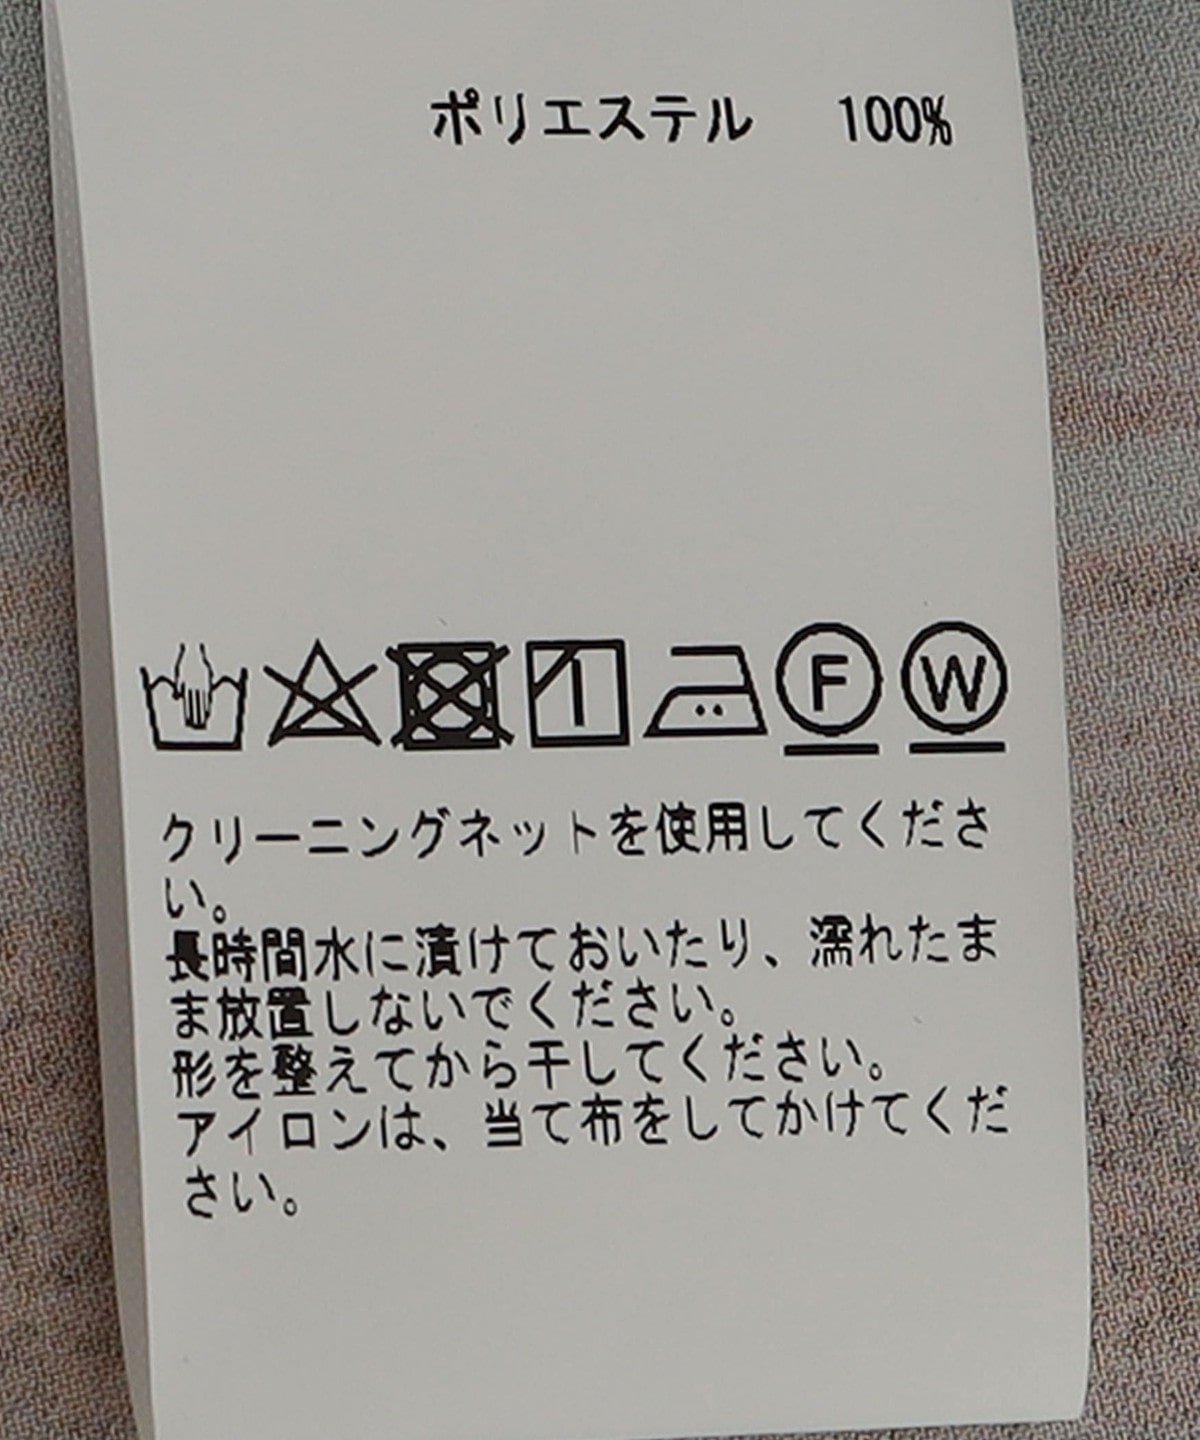 ポリエステル 100%
F W
クリーニングネットを使用してくださ
い。
長時間水に漬けておいたり、濡れたま
ま放置しないでください。
形を整えてから干してください。
アイロンは、当て布をしてかけてくだ
さい。